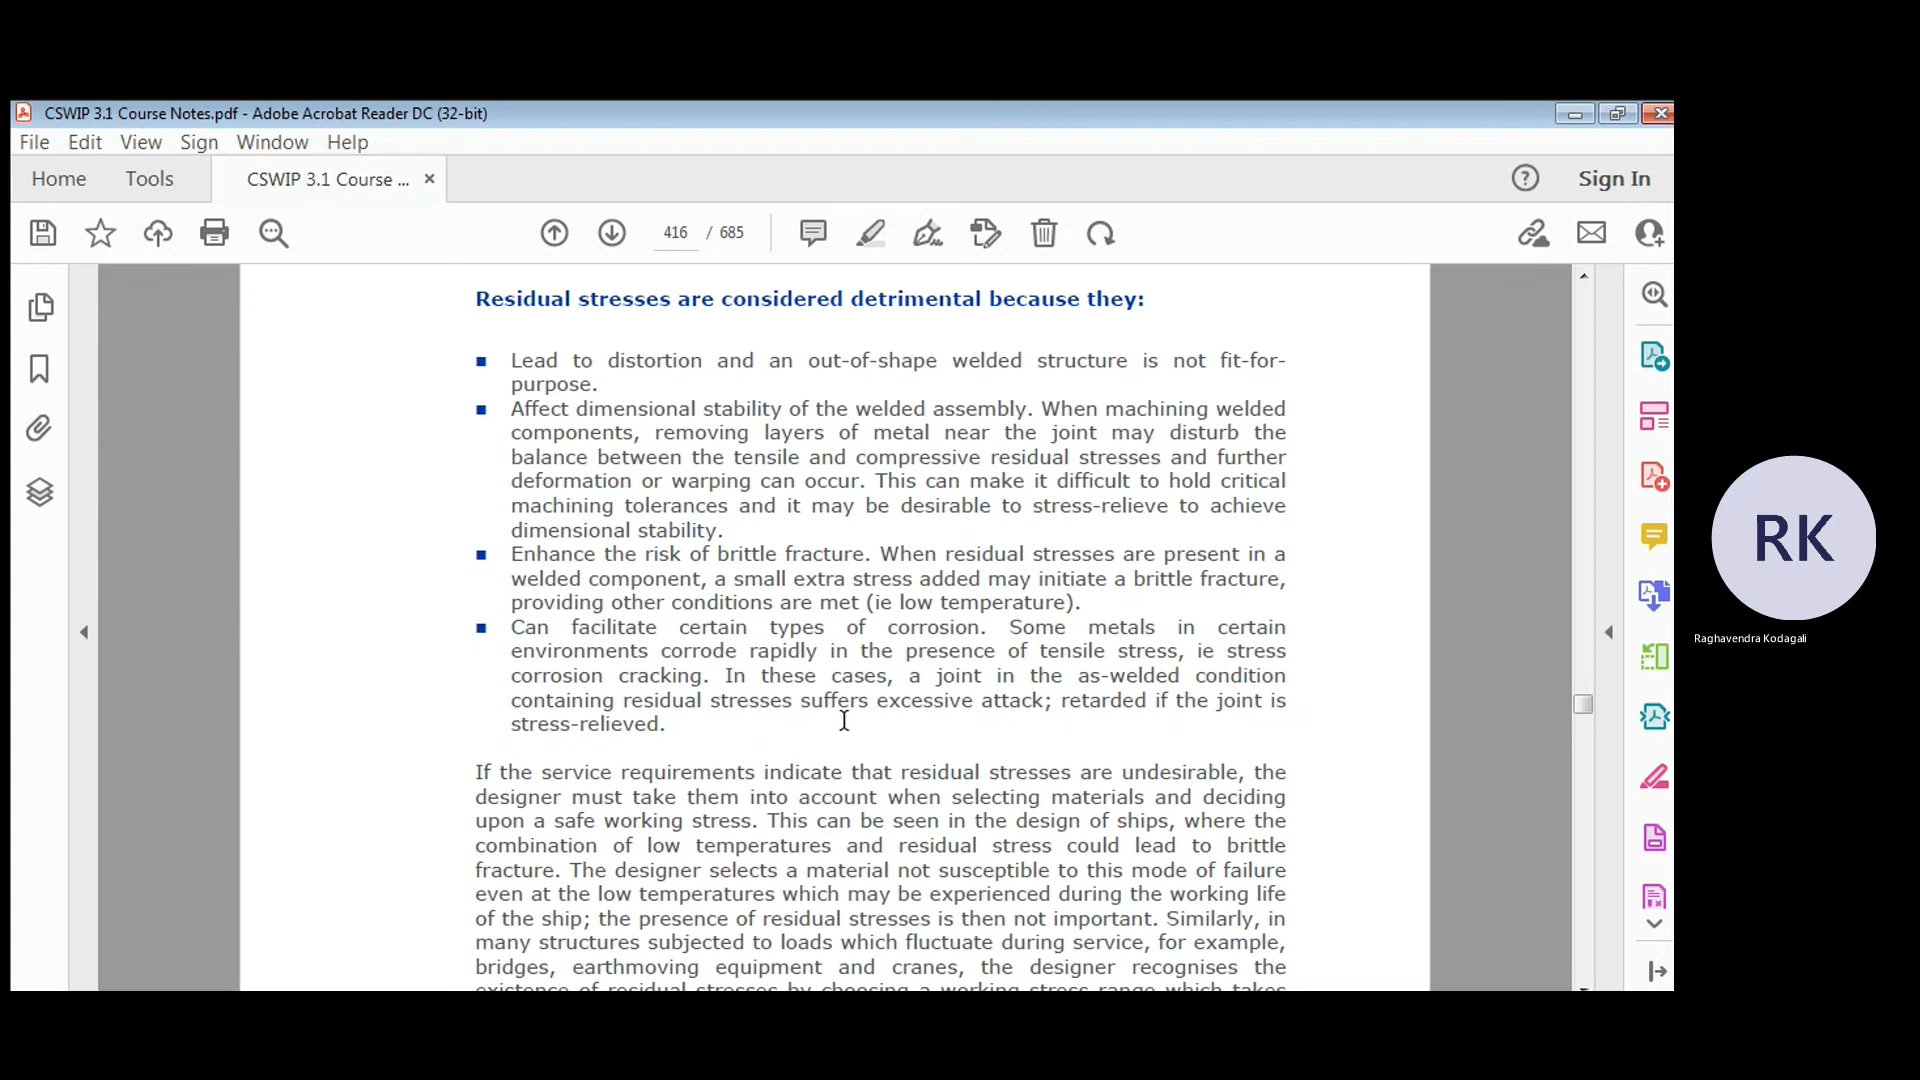 CSWIP 3.1 Course Notes.pdf - Adobe Acrobat Reader DC (32-bit)
File Edit View Sign Window Help
Home Tools CSWIP 3.1 Course ... × Sign In
416 / 685
Residual stresses are considered detrimental because they:
Lead to distortion and an out-of-shape welded structure is not fit-for-
purpose.
Affect dimensional stability of the welded assembly. When machining welded
components, removing layers of metal near the joint may disturb the
balance between the tensile and compressive residual stresses and further
deformation or warping can occur. This can make it difficult to hold critical
machining tolerances and it may be desirable to stress-relieve to achieve
dimensional stability.
Enhance the risk of brittle fracture. When residual stresses are present in a
welded component, a small extra stress added may initiate a brittle fracture,
providing other conditions are met (ie low temperature).
Can facilitate certain types of corrosion. Some metals in certain
environments corrode rapidly in the presence of tensile stress, ie stress
corrosion cracking. In these cases, a joint in the as-welded condition
containing residual stresses suffers excessive attack; retarded if the joint is
stress-relieved.
If the service requirements indicate that residual stresses are undesirable, the
designer must take them into account when selecting materials and deciding
upon a safe working stress. This can be seen in the design of ships, where the
combination of low temperatures and residual stress could lead to brittle
fracture. The designer selects a material not susceptible to this mode of failure
even at the low temperatures which may be experienced during the working life
of the ship; the presence of residual stresses is then not important. Similarly, in
many structures subjected to loads which fluctuate during service, for example,
bridges, earthmoving equipment and cranes, the designer recognises the
existence of residual stresses by choosing a working stress range which takes
RK
Raghavendra Kodagali